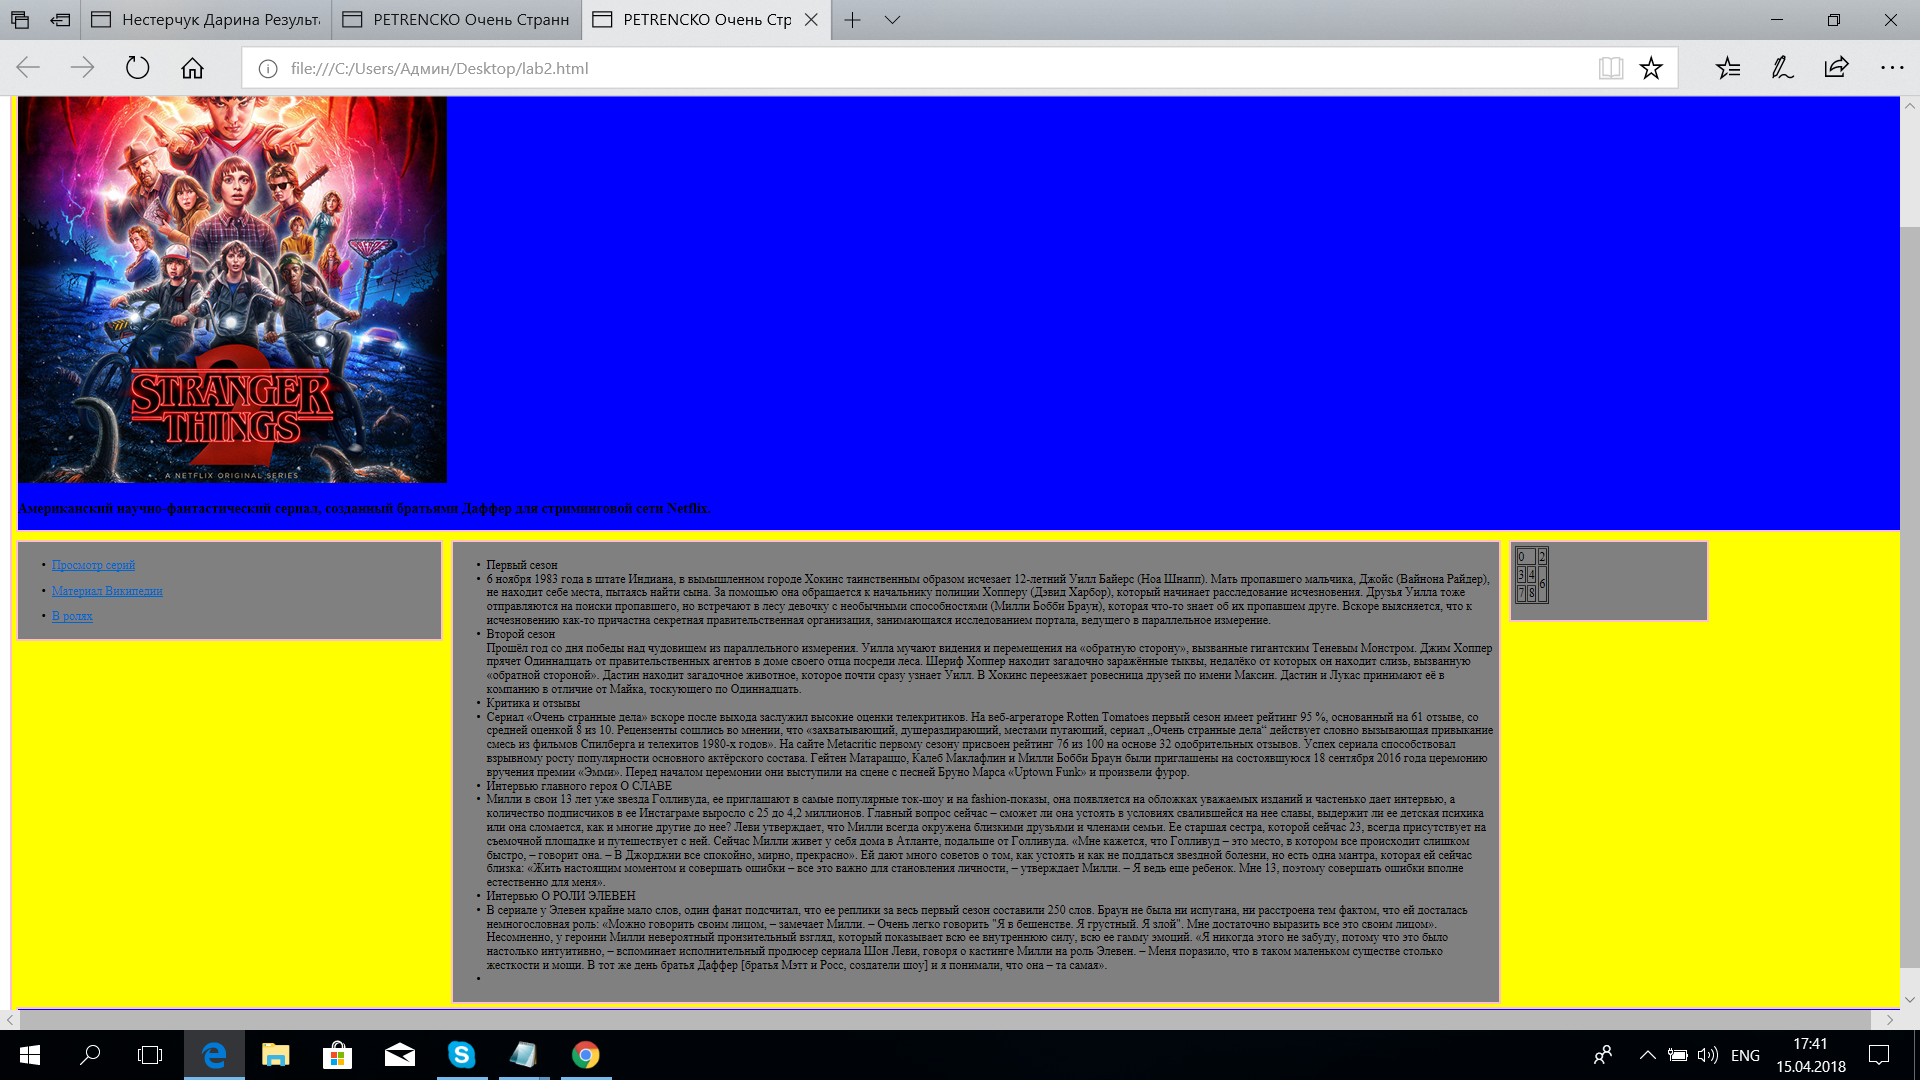 Нестерчук Дарина Результа
PETRENCKO Очень Странн
PETRENCKO Очень Стр
file:///C:/Users/Админ/Desktop/lab2.html
STRANGER
THINGS
2
A NETFLIX ORIGINAL SERIES
Американский научно-фантастический сериал, созданный братьями Даффер для стриминговой сети Netflix.
• Просмотр серий
• Материал Википедии
• В ролях
• Первый сезон
• 6 ноября 1983 года в штате Индиана, в вымышленном городе Хокинс таинственным образом исчезает 12-летний Уилл Байерс (Ноа Шнапп). Мать пропавшего мальчика, Джойс (Вайнона Райдер),
не находит себе места, пытаясь найти сына. За помощью она обращается к начальнику полиции Хопперу (Дэвид Харбор), который начинает расследование исчезновения. Друзья Уилла тоже
отправляются на поиски пропавшего, но встречают в лесу девочку с необычными способностями (Милли Бобби Браун), которая что-то знает об их пропавшем друге. Вскоре выясняется, что к
исчезновению как-то причастна секретная правительственная организация, занимающаяся исследованием портала, ведущего в параллельное измерение.
• Второй сезон
Прошёл год со дня победы над чудовищем из параллельного измерения. Уилла мучают видения и перемещения на «обратную сторону», вызванные гигантским Теневым Монстром. Джим Хоппер
прячет Одиннадцать от правительственных агентов в доме своего отца посреди леса. Шериф Хоппер находит загадочно заражённые тыквы, недалёко от которых он находит слизь, вызванную
«обратной стороной». Дастин находит загадочное животное, которое почти сразу узнает Уилл. В Хокинс переезжает ровесница друзей по имени Максин. Дастин и Лукас принимают её в
компанию в отличие от Майка, тоскующего по Одиннадцать.
• Критика и отзывы
• Сериал «Очень странные дела» вскоре после выхода заслужил высокие оценки телекритиков. На веб-агрегаторе Rotten Tomatoes первый сезон имеет рейтинг 95 %, основанный на 61 отзыве, со
средней оценкой 8 из 10. Рецензенты сошлись во мнении, что «захватывающий, душераздирающий, местами пугающий, сериал „Очень странные дела“ действует словно вызывающая привыкание
смесь из фильмов Спилберга и телехитов 1980-х годов». На сайте Metacritic первому сезону присвоен рейтинг 76 из 100 на основе 32 одобрительных отзывов. Успех сериала способствовал
взрывному росту популярности основного актёрского состава. Гейтен Матараццо, Калеб Маклафлин и Милли Бобби Браун были приглашены на состоявшуюся 18 сентября 2016 года церемонию
вручения премии «Эмми». Перед началом церемонии они выступили на сцене с песней Бруно Марса «Uptown Funk» и произвели фурор.
• Интервью главного героя О СЛАВЕ
• Милли в свои 13 лет уже звезда Голливуда, ее приглашают в самые популярные ток-шоу и на fashion-показы, она появляется на обложках уважаемых изданий и частенько дает интервью, а
количество подписчиков в ее Инстаграме выросло с 25 до 4,2 миллионов. Главный вопрос сейчас – сможет ли она устоять в условиях свалившейся на нее славы, выдержит ли ее детская психика
или она сломается, как и многие другие до нее? Леви утверждает, что Милли всегда окружена близкими друзьями и членами семьи. Ее старшая сестра, которой сейчас 23, всегда присутствует на
съемочной площадке и путешествует с ней. Сейчас Милли живет у себя дома в Атланте, подальше от Голливуда. «Мне кажется, что Голливуд – это место, в котором все происходит слишком
быстро, – говорит она. – В Джорджии все спокойно, мирно, прекрасно». Ей дают много советов о том, как устоять и как не поддаться звездной болезни, но есть одна мантра, которая ей сейчас
близка: «Жить настоящим моментом и совершать ошибки – все это важно для становления личности, – утверждает Милли. – Я ведь еще ребенок. Мне 13, поэтому совершать ошибки вполне
естественно для меня».
• Интервью О РОЛИ ЭЛЕВЕН
• В сериале у Элевен крайне мало слов, один фанат подсчитал, что ее реплики за весь первый сезон составили 250 слов. Браун не была ни испугана, ни расстроена тем фактом, что ей досталась
немногословная роль: «Можно говорить своим лицом, – замечает Милли. – Очень легко говорить "Я в бешенстве. Я грустный. Я злой". Мне достаточно выразить все это своим лицом».
Несомненно, у героини Милли невероятный пронзительный взгляд, который показывает всю ее внутреннюю силу, всю ее гамму эмоций. «Я никогда этого не забуду, потому что это было
настолько интуитивно, – вспоминает исполнительный продюсер сериала Шон Леви, говоря о кастинге Милли на роль Элевен. – Меня поразило, что в таком маленьком существе столько
жесткости и мощи. В тот же день братья Даффер [братья Мэтт и Росс, создатели шоу] и я понимали, что она – та самая».
•
0 2
3 4 6
7 8
ENG
17:41
15.04.2018